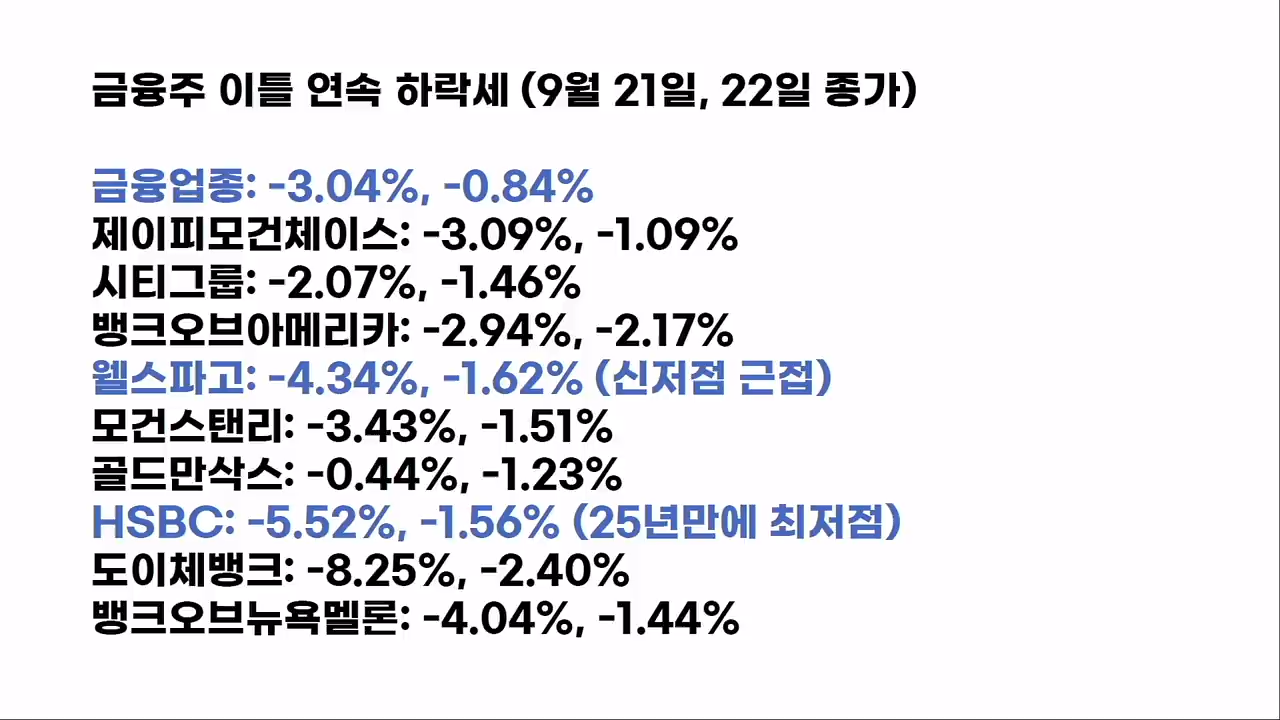 금융주 이틀 연속 하락세 (9월 21일, 22일 종가)
금융업종: -3.04%, -0.84%
제이피모건체이스: -3.09%, -1.09%
시티그룹: -2.07%, -1.46%
뱅크오브아메리카: -2.94%, -2.17%
웰스파고: -4.34%, -1.62% (신저점 근접)
모건스탠리: -3.43%, -1.51%
골드만삭스: -0.44%, -1.23%
HSBC: -5.52%, -1.56% (25년만에 최저점)
도이체뱅크: -8.25%, -2.40%
뱅크오브뉴욕멜론: -4.04%, -1.44%